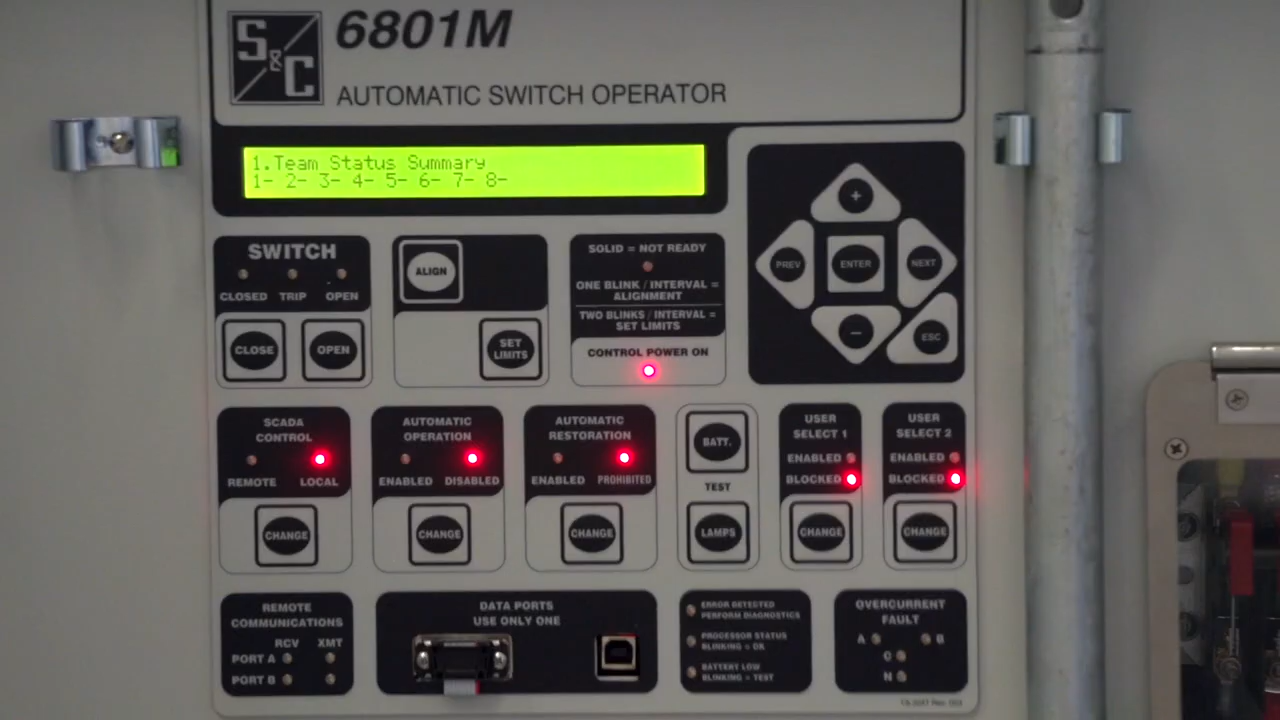 S&C
6801M
AUTOMATIC SWITCH OPERATOR
1.Team Status Summary
1- 2- 3- 4- 5- 6- 7- 8-
SWITCH
CLOSED TRIP OPEN
CLOSE OPEN
ALIGN
SET
LIMITS
SOLID = NOT READY
ONE BLINK / INTERVAL =
ALIGNMENT
TWO BLINKS / INTERVAL =
SET LIMITS
CONTROL POWER ON
+
PREV ENTER NEXT
−
ESC
SCADA
CONTROL
REMOTE LOCAL
CHANGE
AUTOMATIC
OPERATION
ENABLED DISABLED
CHANGE
AUTOMATIC
RESTORATION
ENABLED PROHIBITED
CHANGE
BATT.
TEST
LAMPS
USER
SELECT 1
ENABLED
BLOCKED
CHANGE
USER
SELECT 2
ENABLED
BLOCKED
CHANGE
REMOTE
COMMUNICATIONS
RCV XMT
PORT A
PORT B
DATA PORTS
USE ONLY ONE
ERROR DETECTED
PERFORM DIAGNOSTICS
PROCESSOR STATUS
BLINKING = OK
BATTERY LOW
BLINKING = TEST
OVERCURRENT
FAULT
A B
C
N